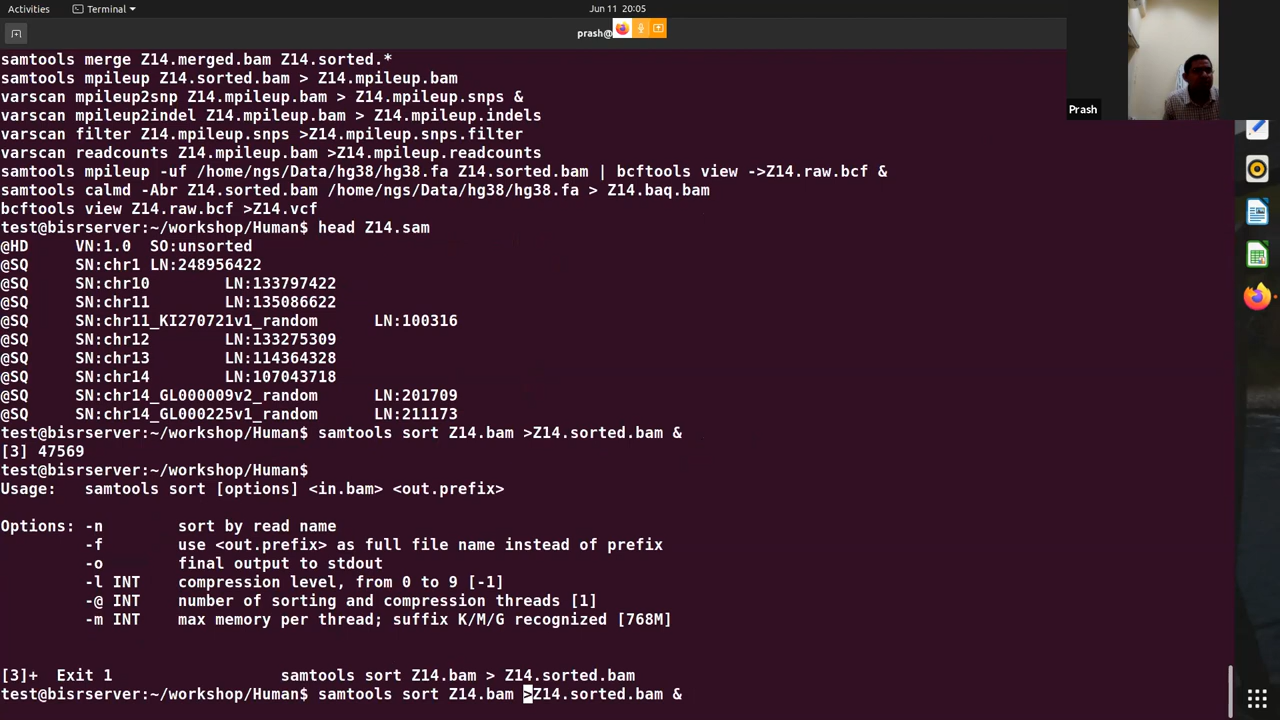 Activities Terminal Jun 11 20:05
prash@
Prash
samtools merge Z14.merged.bam Z14.sorted.*
samtools mpileup Z14.sorted.bam > Z14.mpileup.bam
varscan mpileup2snp Z14.mpileup.bam > Z14.mpileup.snps &
varscan mpileup2indel Z14.mpileup.bam > Z14.mpileup.indels
varscan filter Z14.mpileup.snps >Z14.mpileup.snps.filter
varscan readcounts Z14.mpileup.bam >Z14.mpileup.readcounts
samtools mpileup -uf /home/ngs/Data/hg38/hg38.fa Z14.sorted.bam | bcftools view ->Z14.raw.bcf &
samtools calmd -Abr Z14.sorted.bam /home/ngs/Data/hg38/hg38.fa > Z14.baq.bam
bcftools view Z14.raw.bcf >Z14.vcf
test@bisrserver:~/workshop/Human$ head Z14.sam
@HD VN:1.0 SO:unsorted
@SQ SN:chr1 LN:248956422
@SQ SN:chr10 LN:133797422
@SQ SN:chr11 LN:135086622
@SQ SN:chr11_KI270721v1_random LN:100316
@SQ SN:chr12 LN:133275309
@SQ SN:chr13 LN:114364328
@SQ SN:chr14 LN:107043718
@SQ SN:chr14_GL000009v2_random LN:201709
@SQ SN:chr14_GL000225v1_random LN:211173
test@bisrserver:~/workshop/Human$ samtools sort Z14.bam >Z14.sorted.bam &
[3] 47569
test@bisrserver:~/workshop/Human$
Usage: samtools sort [options] <in.bam> <out.prefix>
Options: -n sort by read name
-f use <out.prefix> as full file name instead of prefix
-o final output to stdout
-l INT compression level, from 0 to 9 [-1]
-@ INT number of sorting and compression threads [1]
-m INT max memory per thread; suffix K/M/G recognized [768M]
[3]+ Exit 1 samtools sort Z14.bam > Z14.sorted.bam
test@bisrserver:~/workshop/Human$ samtools sort Z14.bam >Z14.sorted.bam &